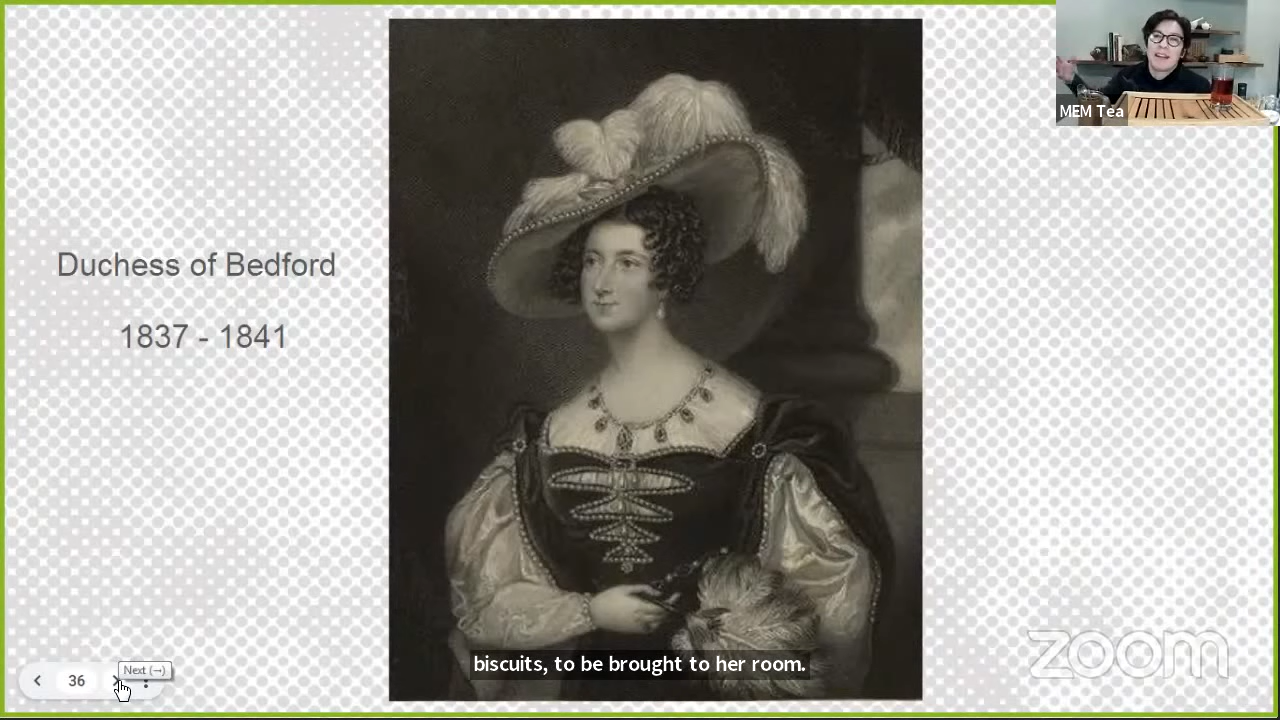 MEM Tea
Duchess of Bedford
1837 - 1841
biscuits, to be brought to her room.
zoom
Next (→)
36